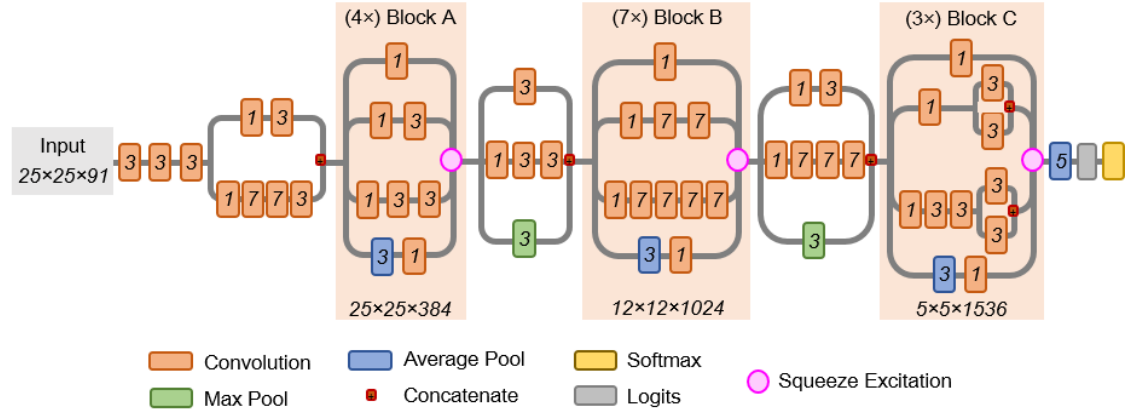 (4×) Block A
(7×) Block B
(3×) Block C
Input
25×25×91
3 3 3
1 3
1 7 7 3
1
1 3
1 3 3
3 1
25×25×384
3
1 3 3
3
1
1 7 7
1 7 7 7 7
3 1
12×12×1024
1 3
1 7 7 7
3
1
1 3 3
1 3 3 3 3
3 1
5×5×1536
5
Convolution
Average Pool
Softmax
Squeeze Excitation
Max Pool
+ Concatenate
Logits